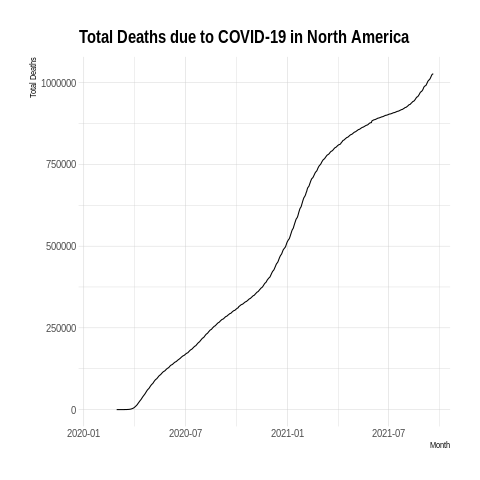 Total Deaths due to COVID-19 in North America
Total Deaths
1000000
750000
500000
250000
0
2020-01 2020-07 2021-01 2021-07
Month